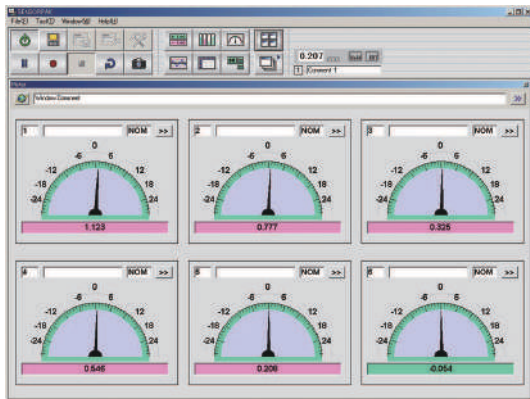 SENSORPAK
File(F) Tool(T) Window(W) Help(H)
0.207
1 Comment 1
Meter
Window Comment >>
1 NOM >> 2 NOM >> 3 NOM >>
-24 -18 -12 -6 0 6 12 18 24 -24 -18 -12 -6 0 6 12 18 24 -24 -18 -12 -6 0 6 12 18 24
1.123 0.777 0.325
4 NOM >> 5 NOM >> 6 NOM >>
-24 -18 -12 -6 0 6 12 18 24 -24 -18 -12 -6 0 6 12 18 24 -24 -18 -12 -6 0 6 12 18 24
0.546 0.208 -0.054